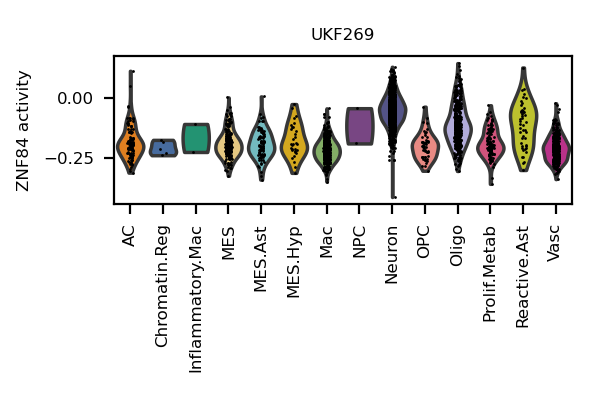 UKF269
ZNF84 activity
0.00
−0.25
AC
Chromatin.Reg
Inflammatory.Mac
MES
MES.Ast
MES.Hyp
Mac
NPC
Neuron
OPC
Oligo
Prolif.Metab
Reactive.Ast
Vasc